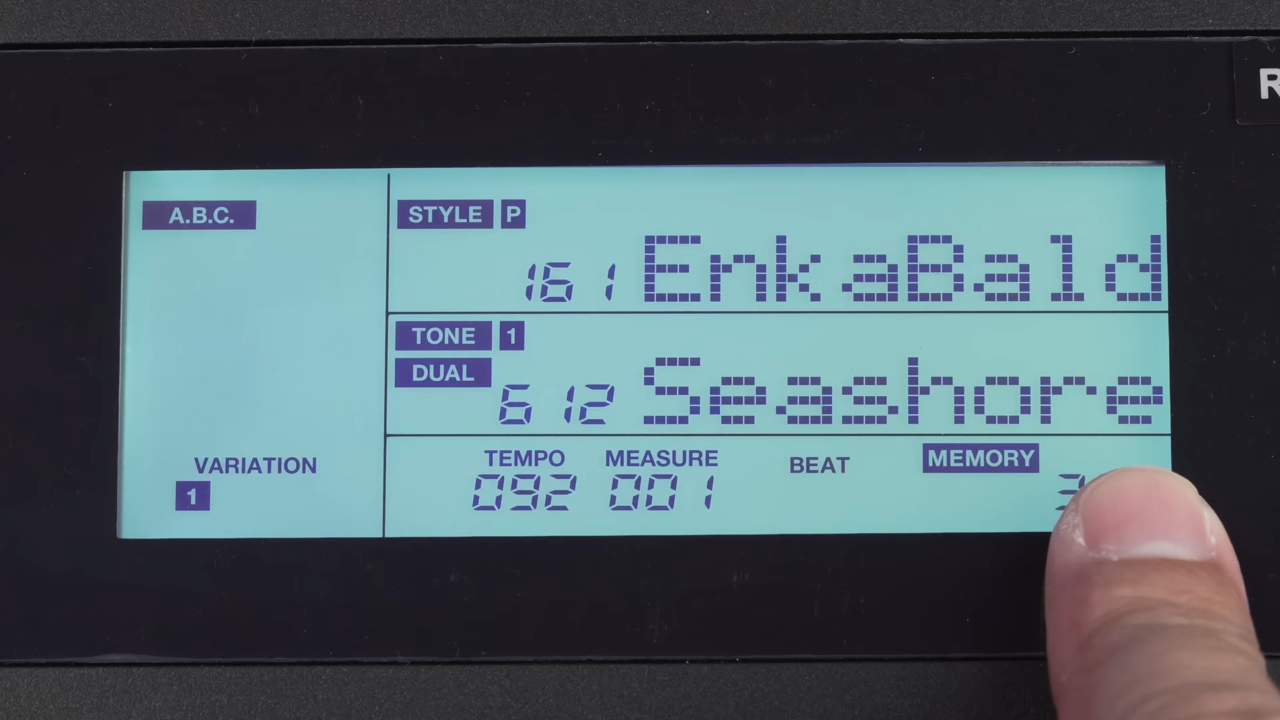 R
A.B.C.
STYLE P
161 EnkaBald
TONE 1
DUAL
612 Seashore
VARIATION
1
TEMPO MEASURE BEAT MEMORY
092 001